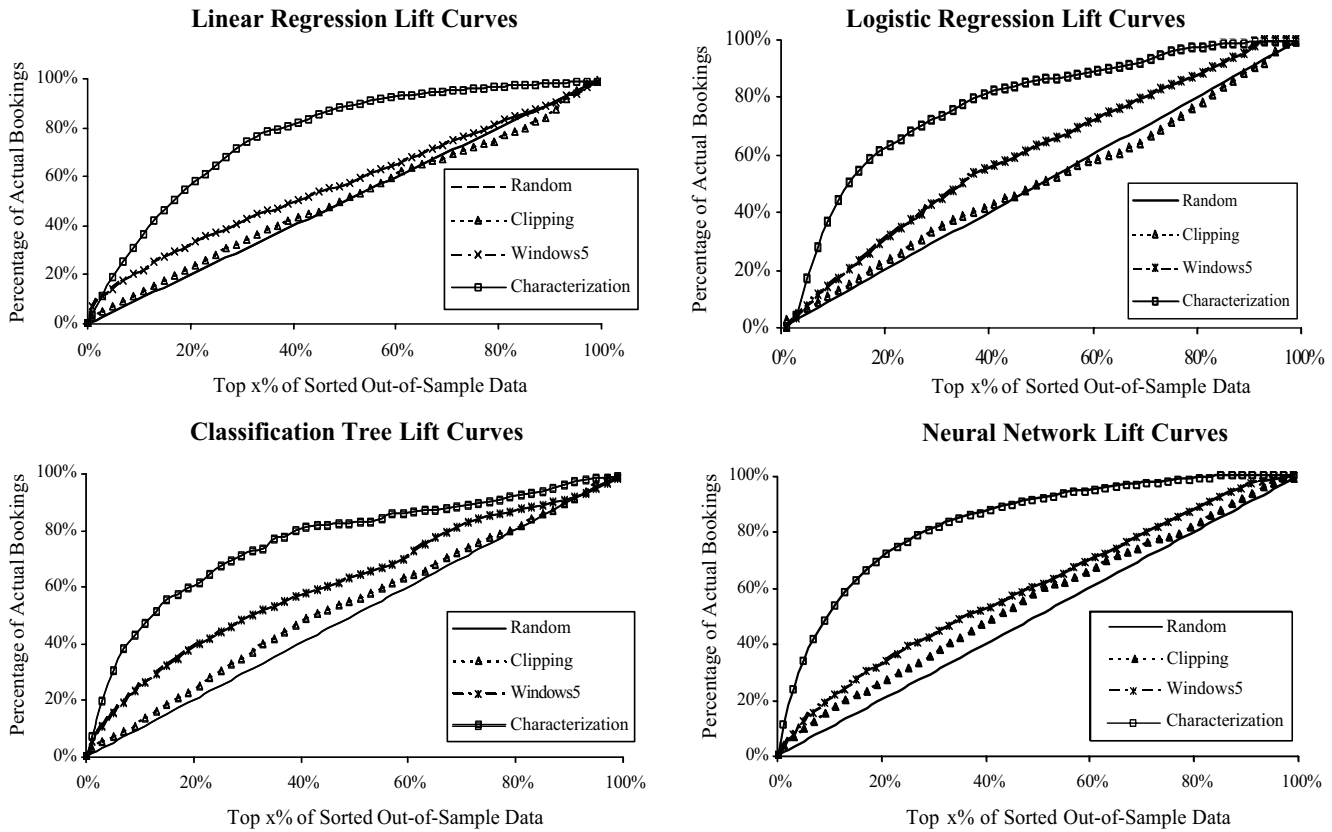 Linear Regression Lift Curves
Percentage of Actual Bookings
100%
80%
60%
40%
20%
0%
Random
Clipping
Windows5
Characterization
0% 20% 40% 60% 80% 100%
Top x% of Sorted Out-of-Sample Data
Logistic Regression Lift Curves
Percentage of Actual Bookings
100%
80%
60%
40%
20%
0%
Random
Clipping
Windows5
Characterization
0% 20% 40% 60% 80% 100%
Top x% of Sorted Out-of-Sample Data
Classification Tree Lift Curves
Percentage of Actual Bookings
100%
80%
60%
40%
20%
0%
Random
Clipping
Windows5
Characterization
0% 20% 40% 60% 80% 100%
Top x% of Sorted Out-of-Sample Data
Neural Network Lift Curves
Percentage of Actual Bookings
100%
80%
60%
40%
20%
0%
Random
Clipping
Windows5
Characterization
0% 20% 40% 60% 80% 100%
Top x% of Sorted Out-of-Sample Data